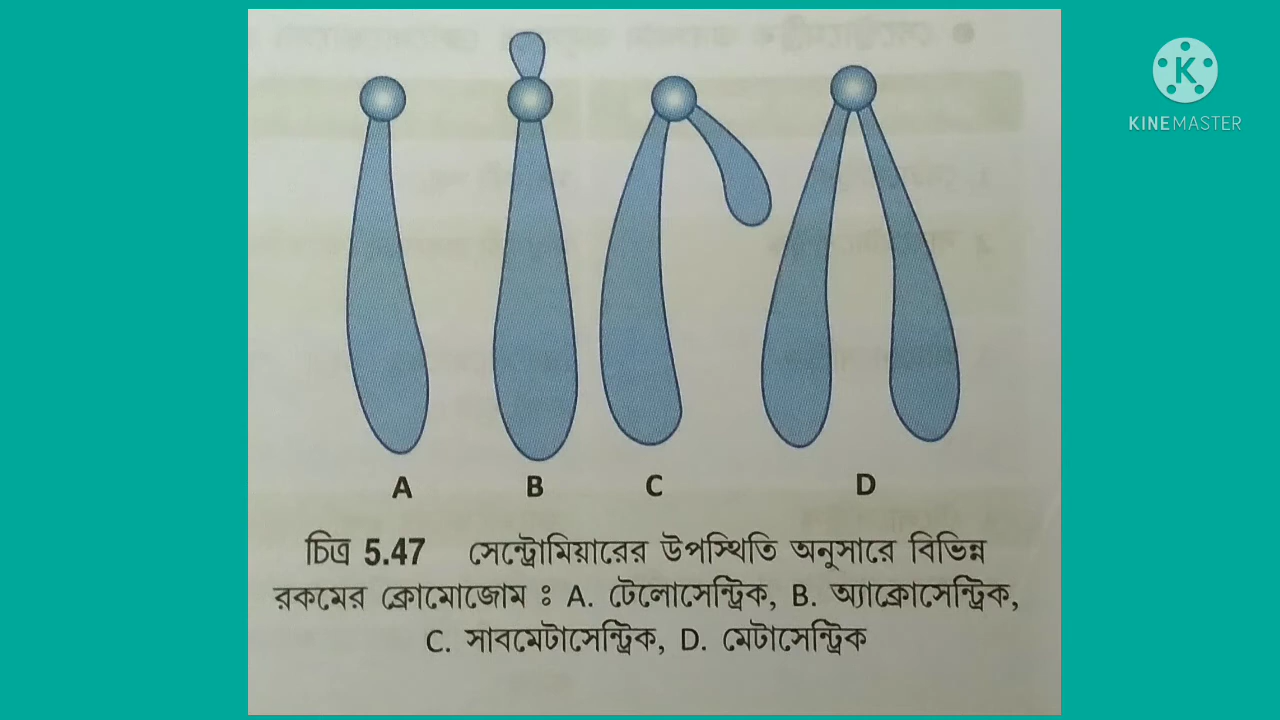 KINEMASTER
A B C D
চিত্র 5.47 সেন্ট্রোমিয়ারের উপস্থিতি অনুসারে বিভিন্ন
রকমের ক্রোমোজোম ঃ A. টেলোসেন্ট্রিক, B. অ্যাক্রোসেন্ট্রিক,
C. সাবমেটাসেন্ট্রিক, D. মেটাসেন্ট্রিক